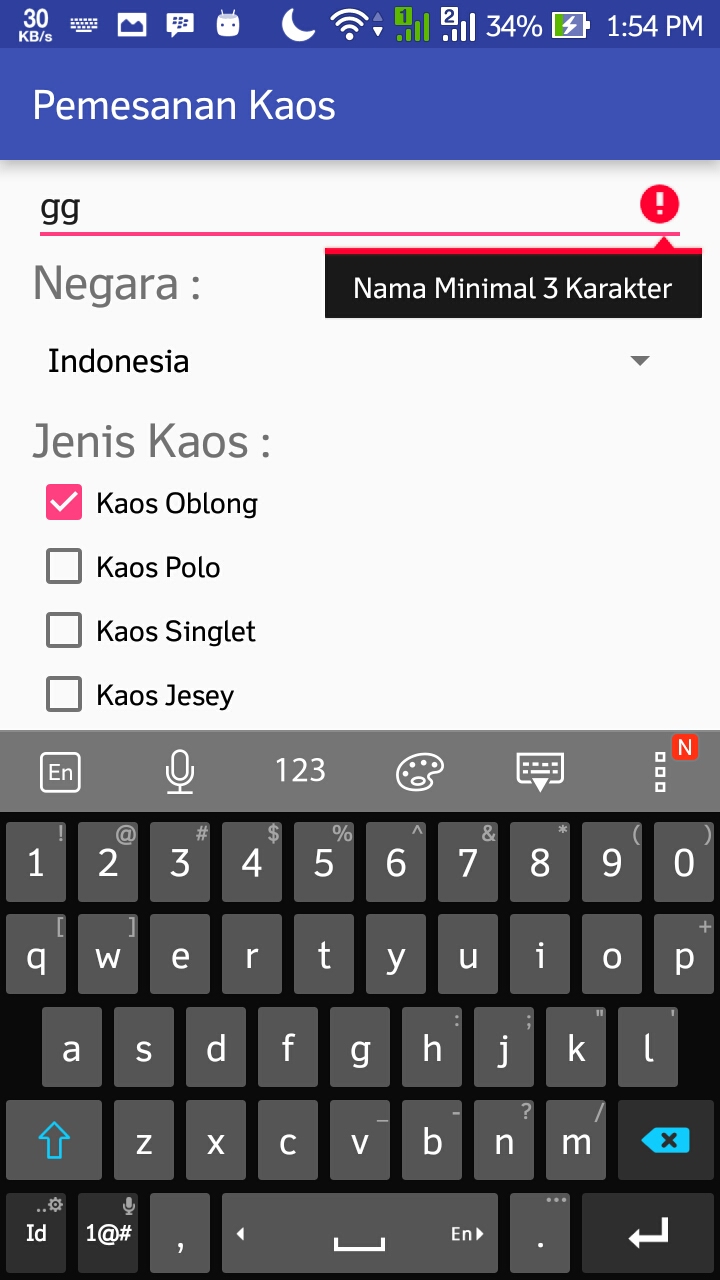 30
KB/s
1
2
34%
1:54 PM
Pemesanan Kaos
gg
Nama Minimal 3 Karakter
Negara :
Indonesia
Jenis Kaos :
Kaos Oblong
Kaos Polo
Kaos Singlet
Kaos Jesey
En 123 N
! @ # $ % ^ & * ( )
1 2 3 4 5 6 7 8 9 0
[ ] +
q w e r t y u i o p
: ; " '
a s d f g h j k l
_ - ? /
z x c v b n m
.. ...
Id 1@# , En .